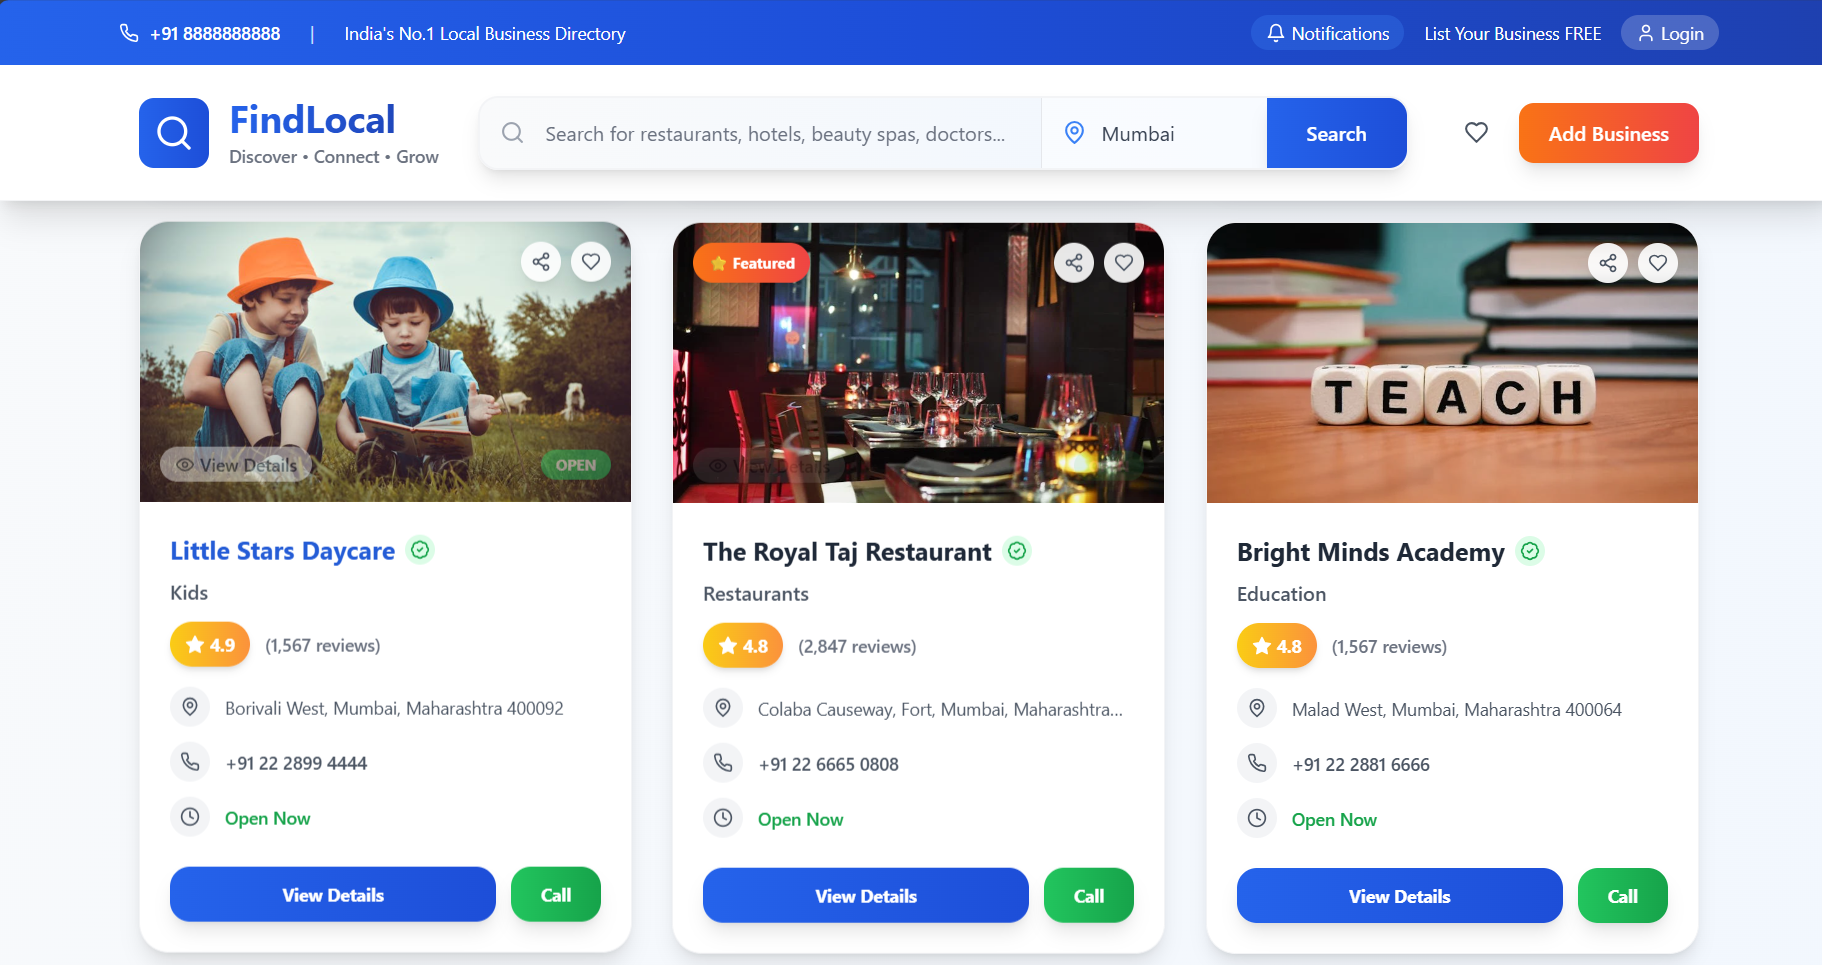 +91 8888888888 | India's No.1 Local Business Directory Notifications List Your Business FREE Login
FindLocal
Discover • Connect • Grow
Search for restaurants, hotels, beauty spas, doctors... Mumbai Search Add Business
View Details OPEN
Little Stars Daycare
Kids
4.9 (1,567 reviews)
Borivali West, Mumbai, Maharashtra 400092
+91 22 2899 4444
Open Now
View Details Call
Featured
View Details
The Royal Taj Restaurant
Restaurants
4.8 (2,847 reviews)
Colaba Causeway, Fort, Mumbai, Maharashtra...
+91 22 6665 0808
Open Now
View Details Call
TEACH
Bright Minds Academy
Education
4.8 (1,567 reviews)
Malad West, Mumbai, Maharashtra 400064
+91 22 2881 6666
Open Now
View Details Call